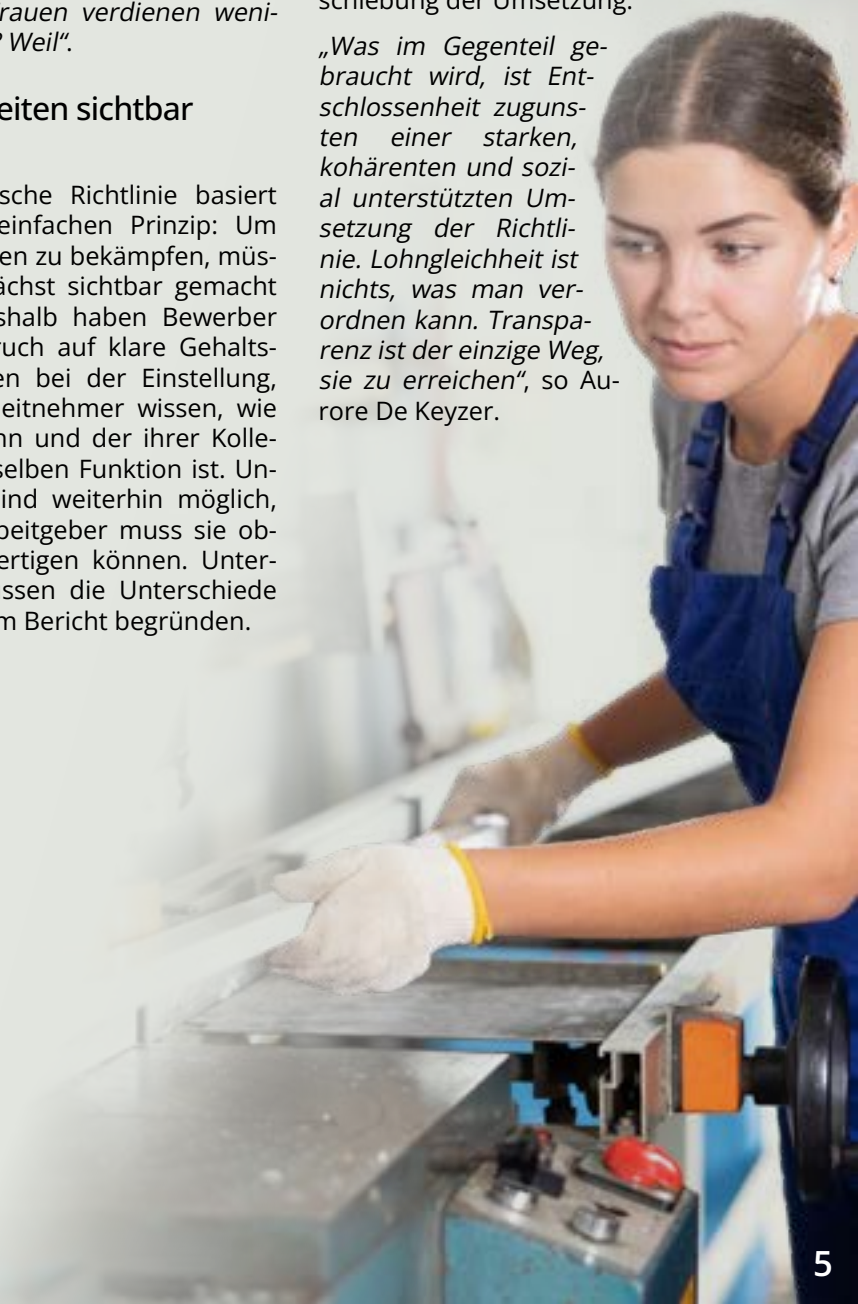 rauen verdienen weni-
? Weil“.
eiten sichtbar
sche Richtlinie basiert
einfachen Prinzip: Um
en zu bekämpfen, müs-
ächst sichtbar gemacht
shalb haben Bewerber
ruch auf klare Gehalts-
en bei der Einstellung,
eitnehmer wissen, wie
nn und der ihrer Kolle-
selben Funktion ist. Un-
ind weiterhin möglich,
beitgeber muss sie ob-
ertigen können. Unter-
ssen die Unterschiede
m Bericht begründen.
schiebung der Umsetzung.
„Was im Gegenteil ge-
braucht wird, ist Ent-
schlossenheit zuguns-
ten einer starken,
kohärenten und sozi-
al unterstützten Um-
setzung der Richtli-
nie. Lohngleichheit ist
nichts, was man ver-
ordnen kann. Transpa-
renz ist der einzige Weg,
sie zu erreichen“, so Au-
rore De Keyzer.
5